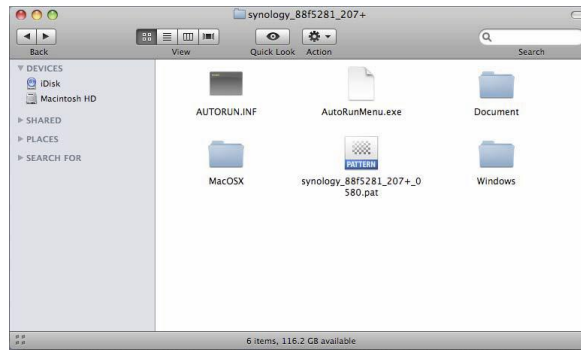 synology_88f5281_207+
Back
View
Quick Look
Action
Search
DEVICES
iDisk
Macintosh HD
SHARED
PLACES
SEARCH FOR
AUTORUN.INF
AutoRunMenu.exe
Document
MacOSX
PATTERN
synology_88f5281_207+_0
580.pat
Windows
6 items, 116.2 GB available